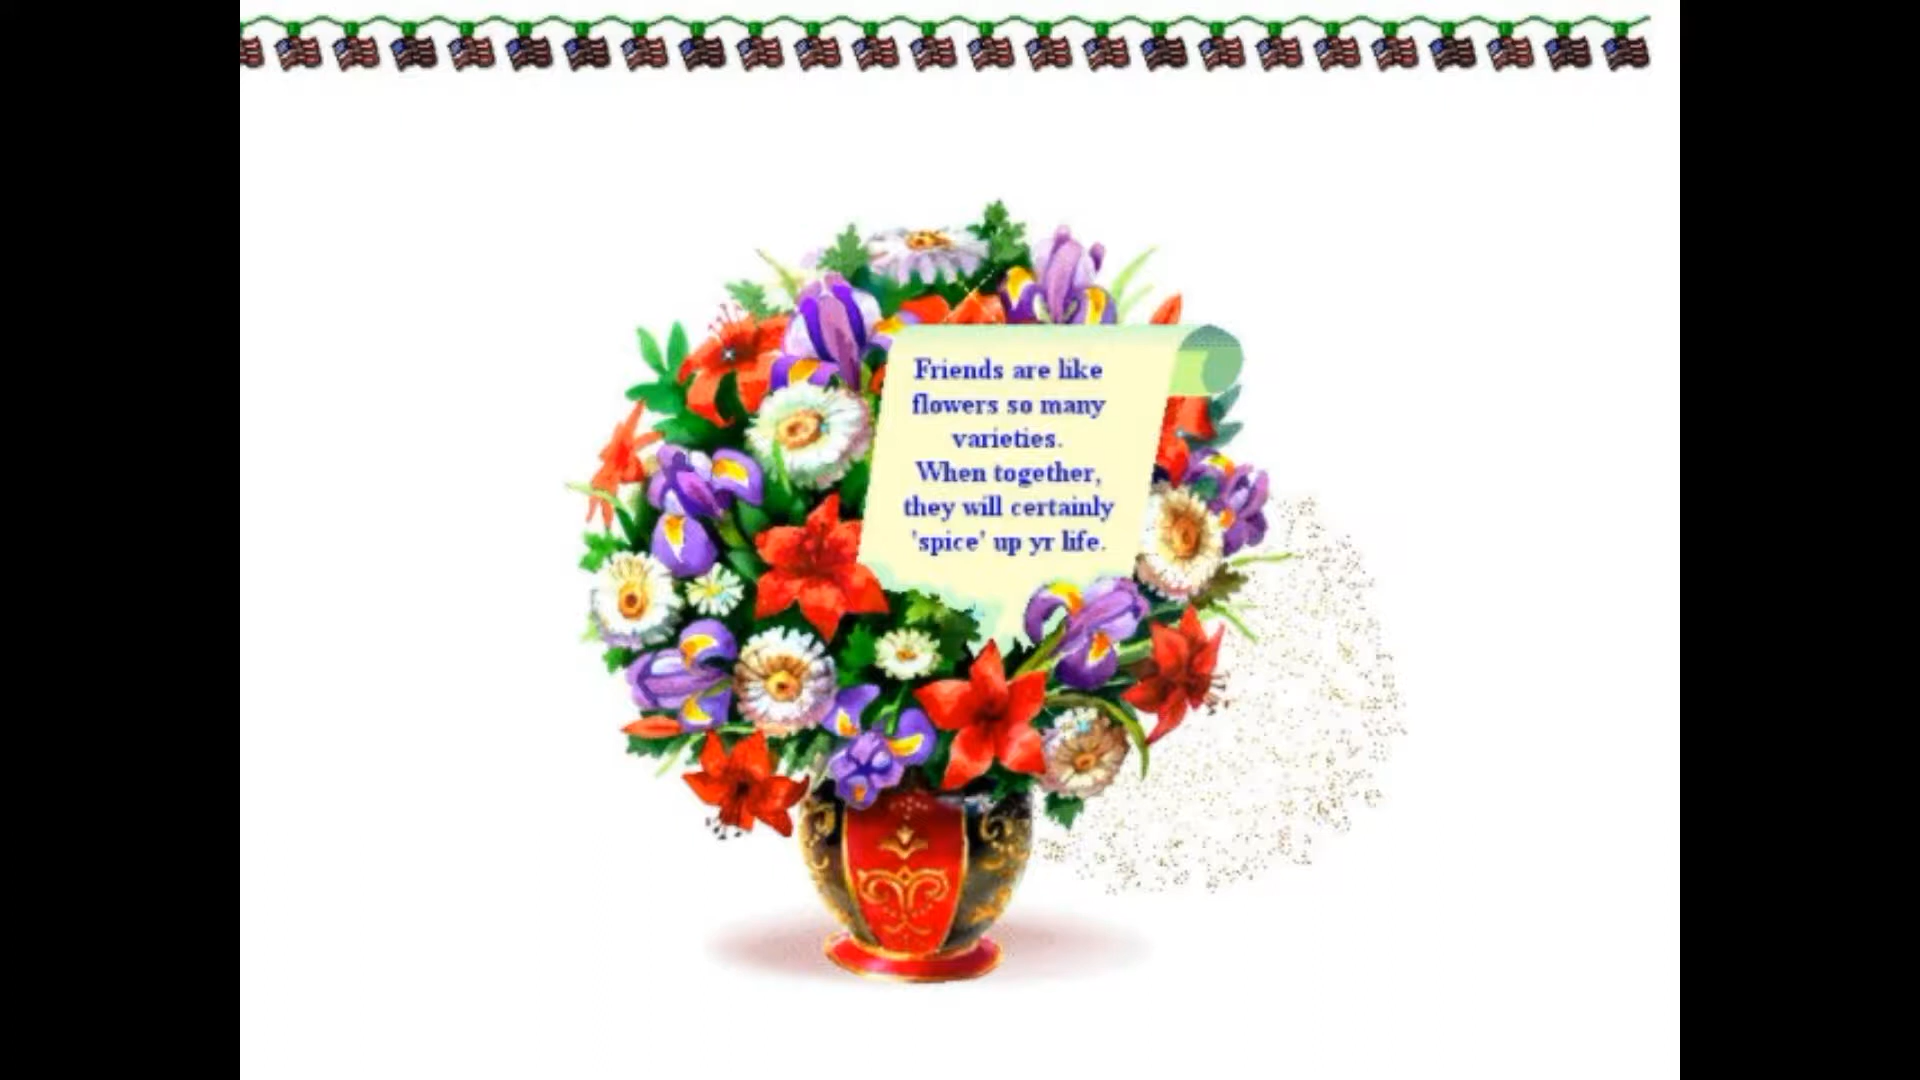 Friends are like
flowers so many
varieties.
When together,
they will certainly
'spice' up yr life.